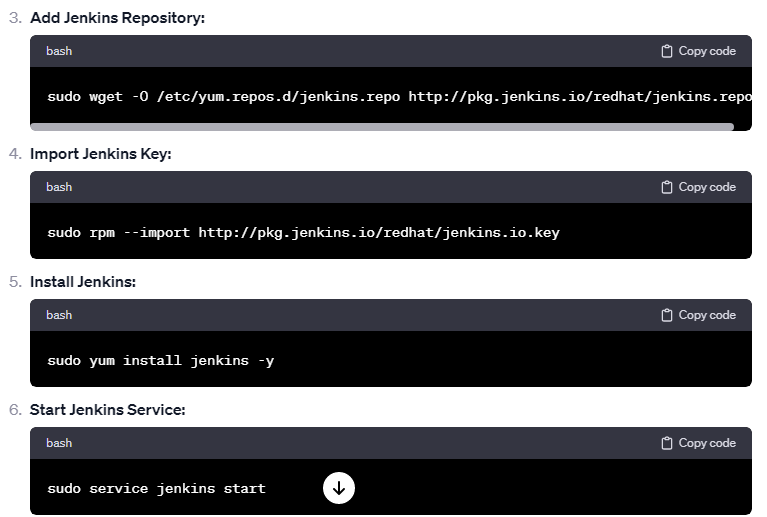 3. Add Jenkins Repository:
bash Copy code
sudo wget -O /etc/yum.repos.d/jenkins.repo http://pkg.jenkins.io/redhat/jenkins.repo
4. Import Jenkins Key:
bash Copy code
sudo rpm --import http://pkg.jenkins.io/redhat/jenkins.io.key
5. Install Jenkins:
bash Copy code
sudo yum install jenkins -y
6. Start Jenkins Service:
bash Copy code
sudo service jenkins start